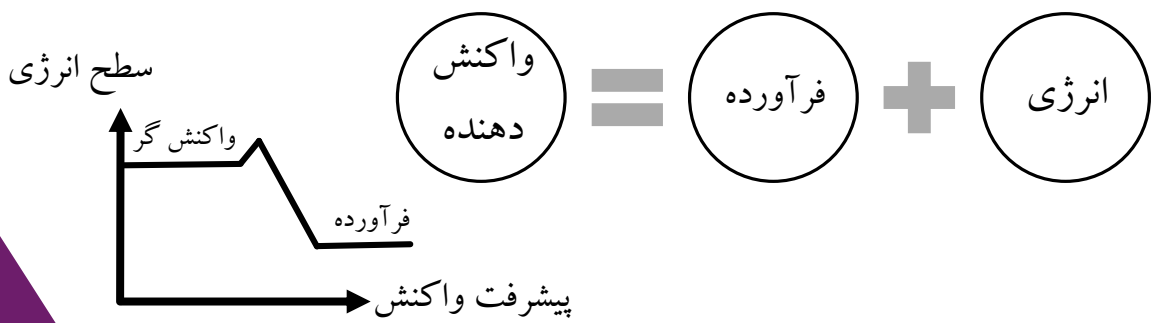 واکنش
دهنده
فرآورده
انرژی
سطح انرژی
واکنش گر
فرآورده
پیشرفت واکنش